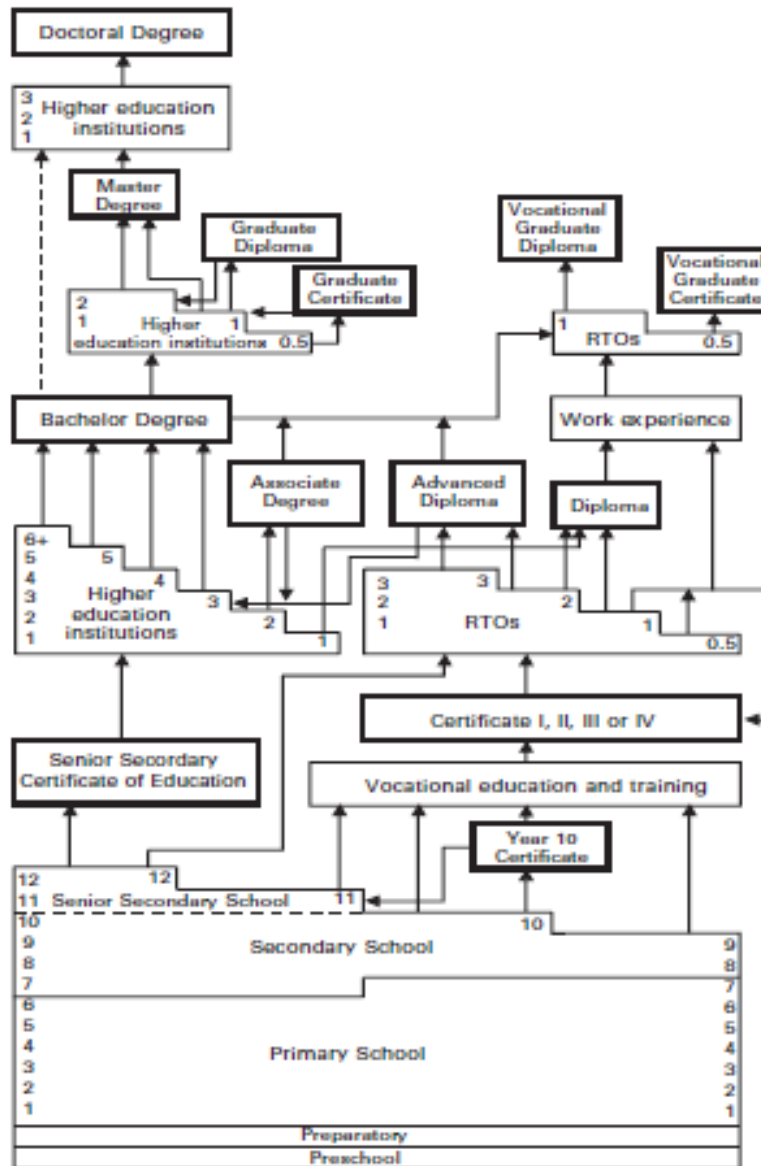 Doctoral Degree
3
2
1
Higher education
institutions
Master
Degree
Graduate
Diploma
Graduate
Certificate
Vocational
Graduate
Diploma
Vocational
Graduate
Certificate
2
1
Higher
education institutions
1
0.5
1
RTOs
0.5
Bachelor Degree
Work experience
Associate
Degree
Advanced
Diploma
Diploma
6+
5
4
3
2
1
Higher
education
institutions
5
4
3
2
1
3
2
1
RTOs
3
2
1
0.5
Certificate I, II, III or IV
Senior Secordary
Certificate of Education
Vocational education and training
Year 10
Certificate
12
11
12
Senior Secondary School
11
10
9
8
7
Secondary School
10
9
8
6
5
4
3
2
1
Primary School
7
6
5
4
3
2
1
Preparatory
Preschool